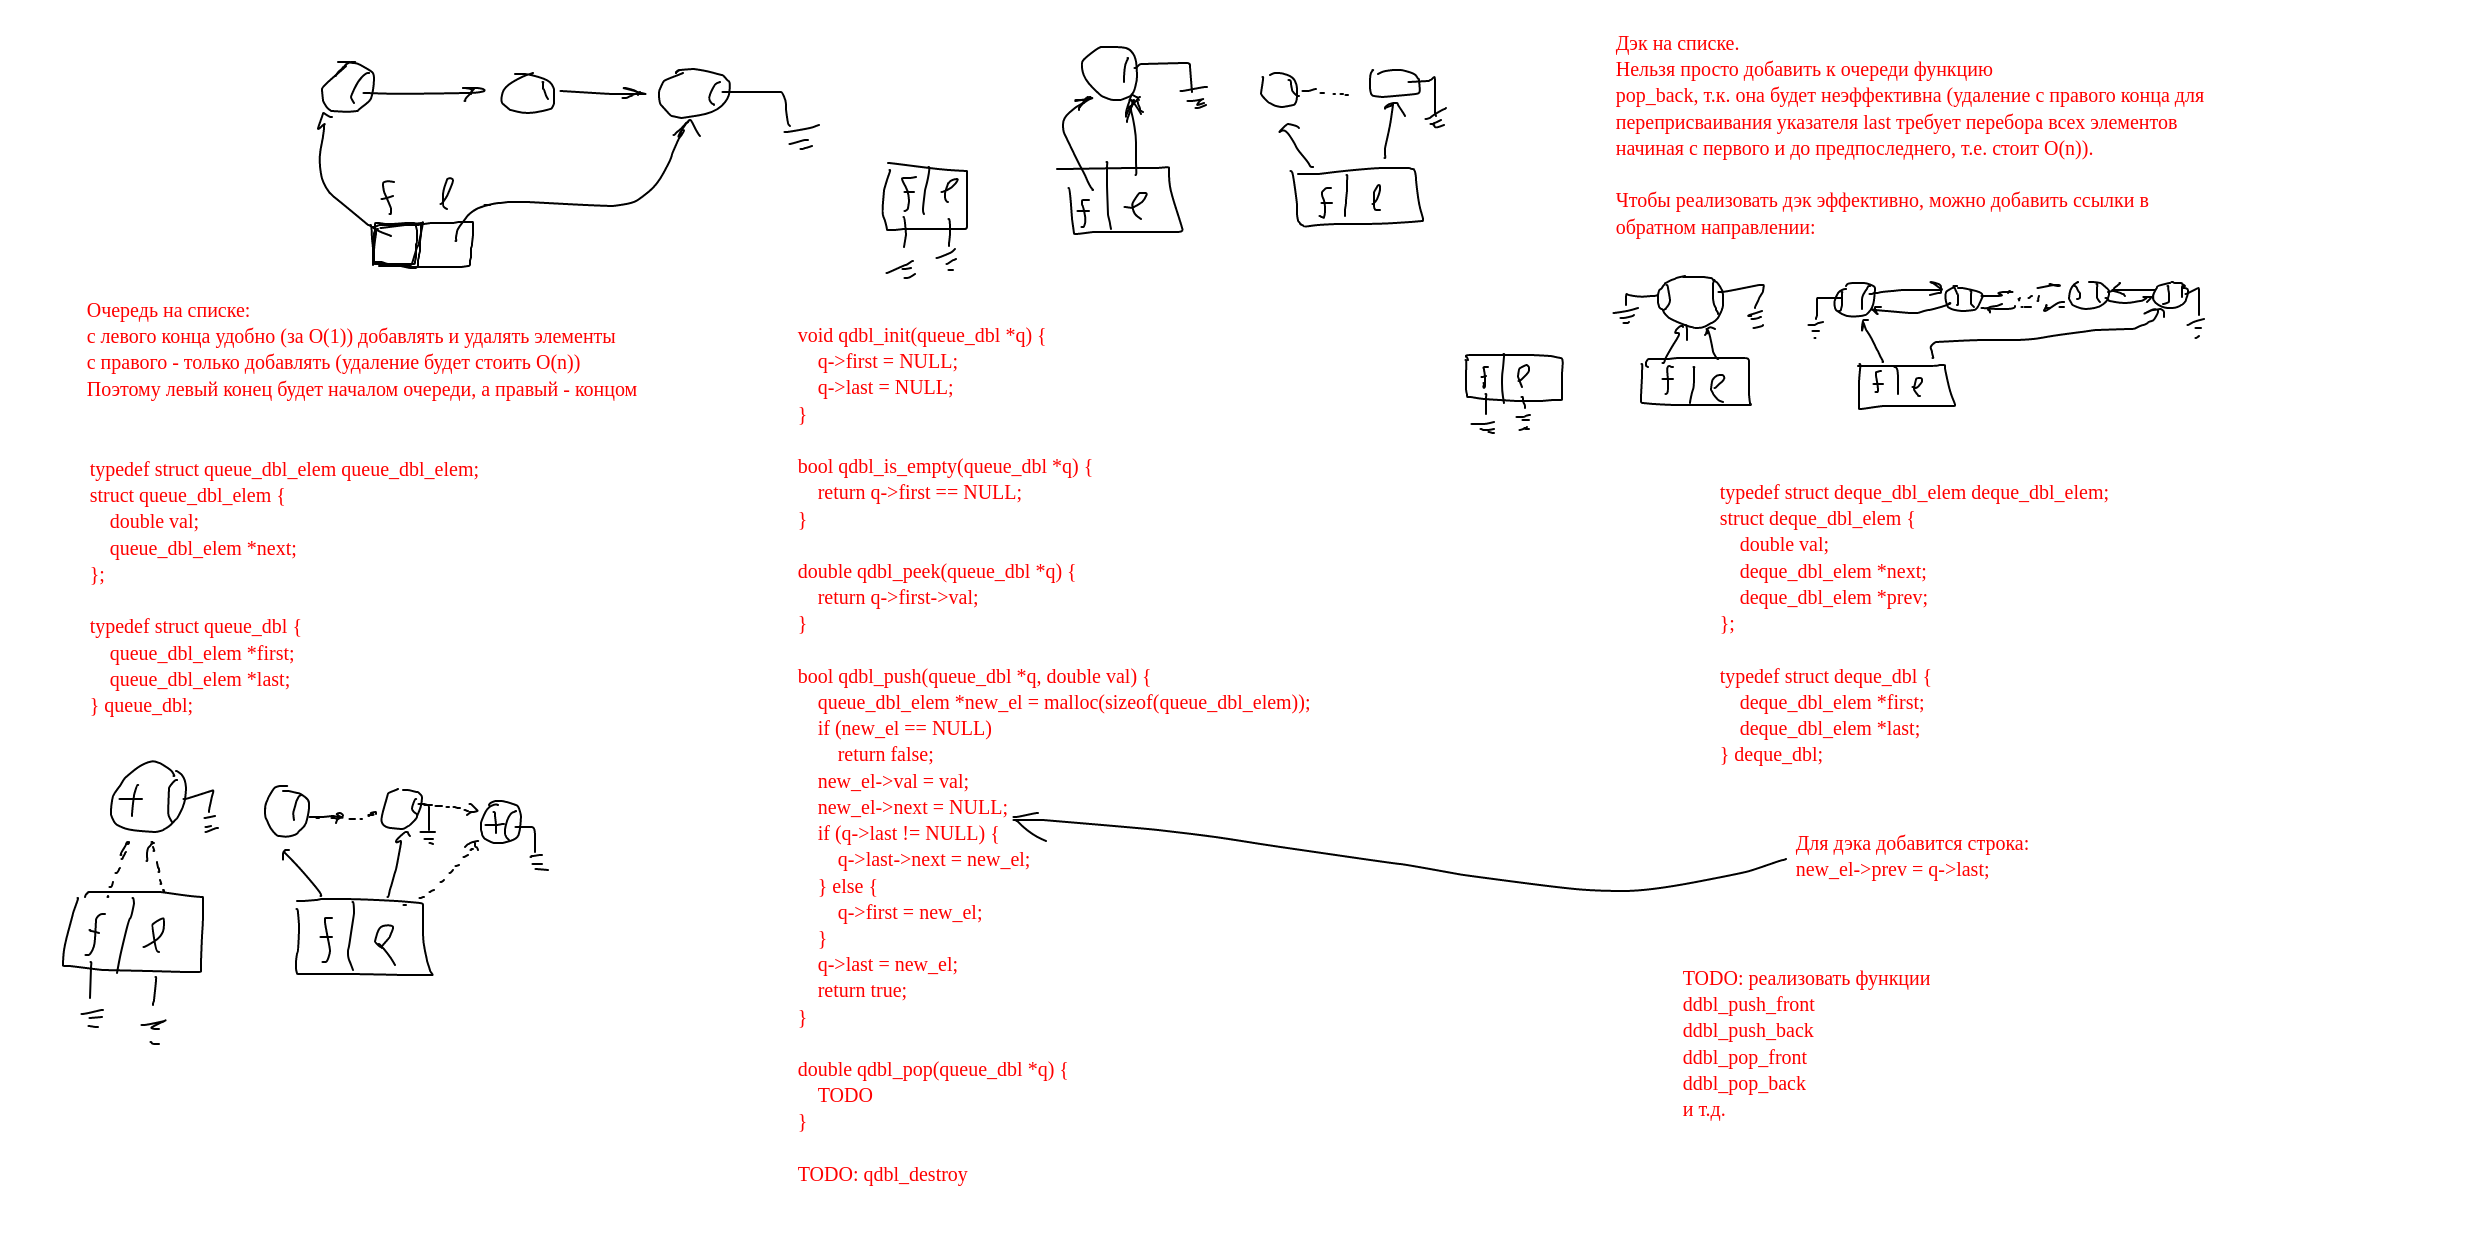 f l
Очередь на списке:
с левого конца удобно (за O(1)) добавлять и удалять элементы
с правого - только добавлять (удаление будет стоить O(n))
Поэтому левый конец будет началом очереди, а правый - концом
typedef struct queue_dbl_elem queue_dbl_elem;
struct queue_dbl_elem {
    double val;
    queue_dbl_elem *next;
};
typedef struct queue_dbl {
    queue_dbl_elem *first;
    queue_dbl_elem *last;
} queue_dbl;
+
+
f l
f l
f l
f l
f l
void qdbl_init(queue_dbl *q) {
    q->first = NULL;
    q->last = NULL;
}
bool qdbl_is_empty(queue_dbl *q) {
    return q->first == NULL;
}
double qdbl_peek(queue_dbl *q) {
    return q->first->val;
}
bool qdbl_push(queue_dbl *q, double val) {
    queue_dbl_elem *new_el = malloc(sizeof(queue_dbl_elem));
    if (new_el == NULL)
        return false;
    new_el->val = val;
    new_el->next = NULL;
    if (q->last != NULL) {
        q->last->next = new_el;
    } else {
        q->first = new_el;
    }
    q->last = new_el;
    return true;
}
double qdbl_pop(queue_dbl *q) {
    TODO
}
TODO: qdbl_destroy
Дэк на списке.
Нельзя просто добавить к очереди функцию
pop_back, т.к. она будет неэффективна (удаление с правого конца для
переприсваивания указателя last требует перебора всех элементов
начиная с первого и до предпоследнего, т.е. стоит O(n)).
Чтобы реализовать дэк эффективно, можно добавить ссылки в
обратном направлении:
f l
f l
f l
typedef struct deque_dbl_elem deque_dbl_elem;
struct deque_dbl_elem {
    double val;
    deque_dbl_elem *next;
    deque_dbl_elem *prev;
};
typedef struct deque_dbl {
    deque_dbl_elem *first;
    deque_dbl_elem *last;
} deque_dbl;
Для дэка добавится строка:
new_el->prev = q->last;
TODO: реализовать функции
ddbl_push_front
ddbl_push_back
ddbl_pop_front
ddbl_pop_back
и т.д.